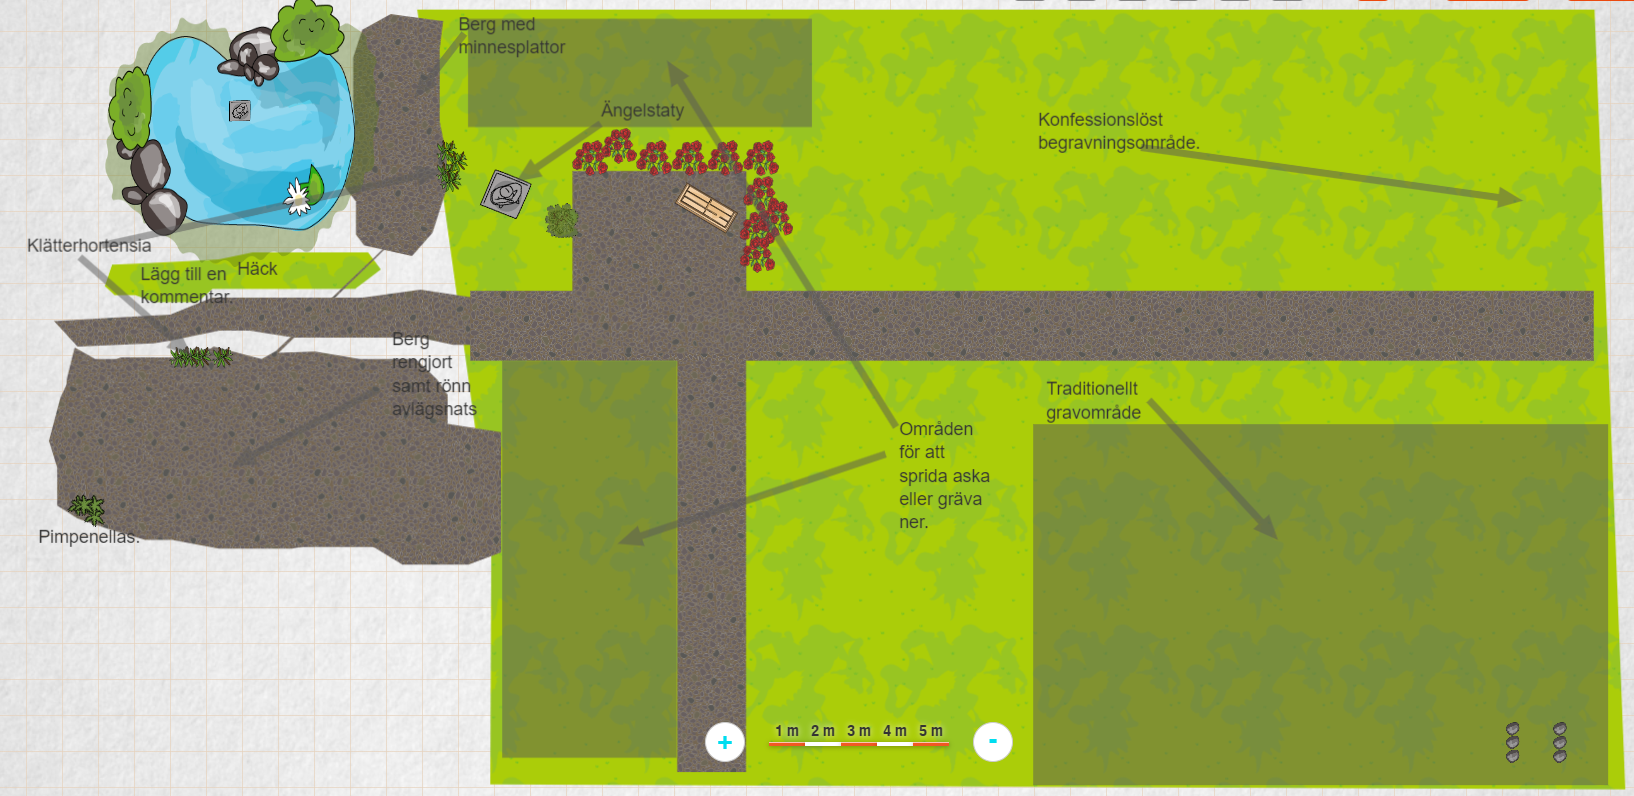 Berg med
minnesplattor
Ängelstaty
Konfessionslöst
begravningsområde.
Klätterhortensia
Häck
Lägg till en
kommentar.
Berg
rengjort
samt rönn
avlägsnats
Traditionellt
gravområde
Områden
för att
sprida aska
eller gräva
ner.
Pimpenellas.
1 m 2 m 3 m 4 m 5 m
+ -